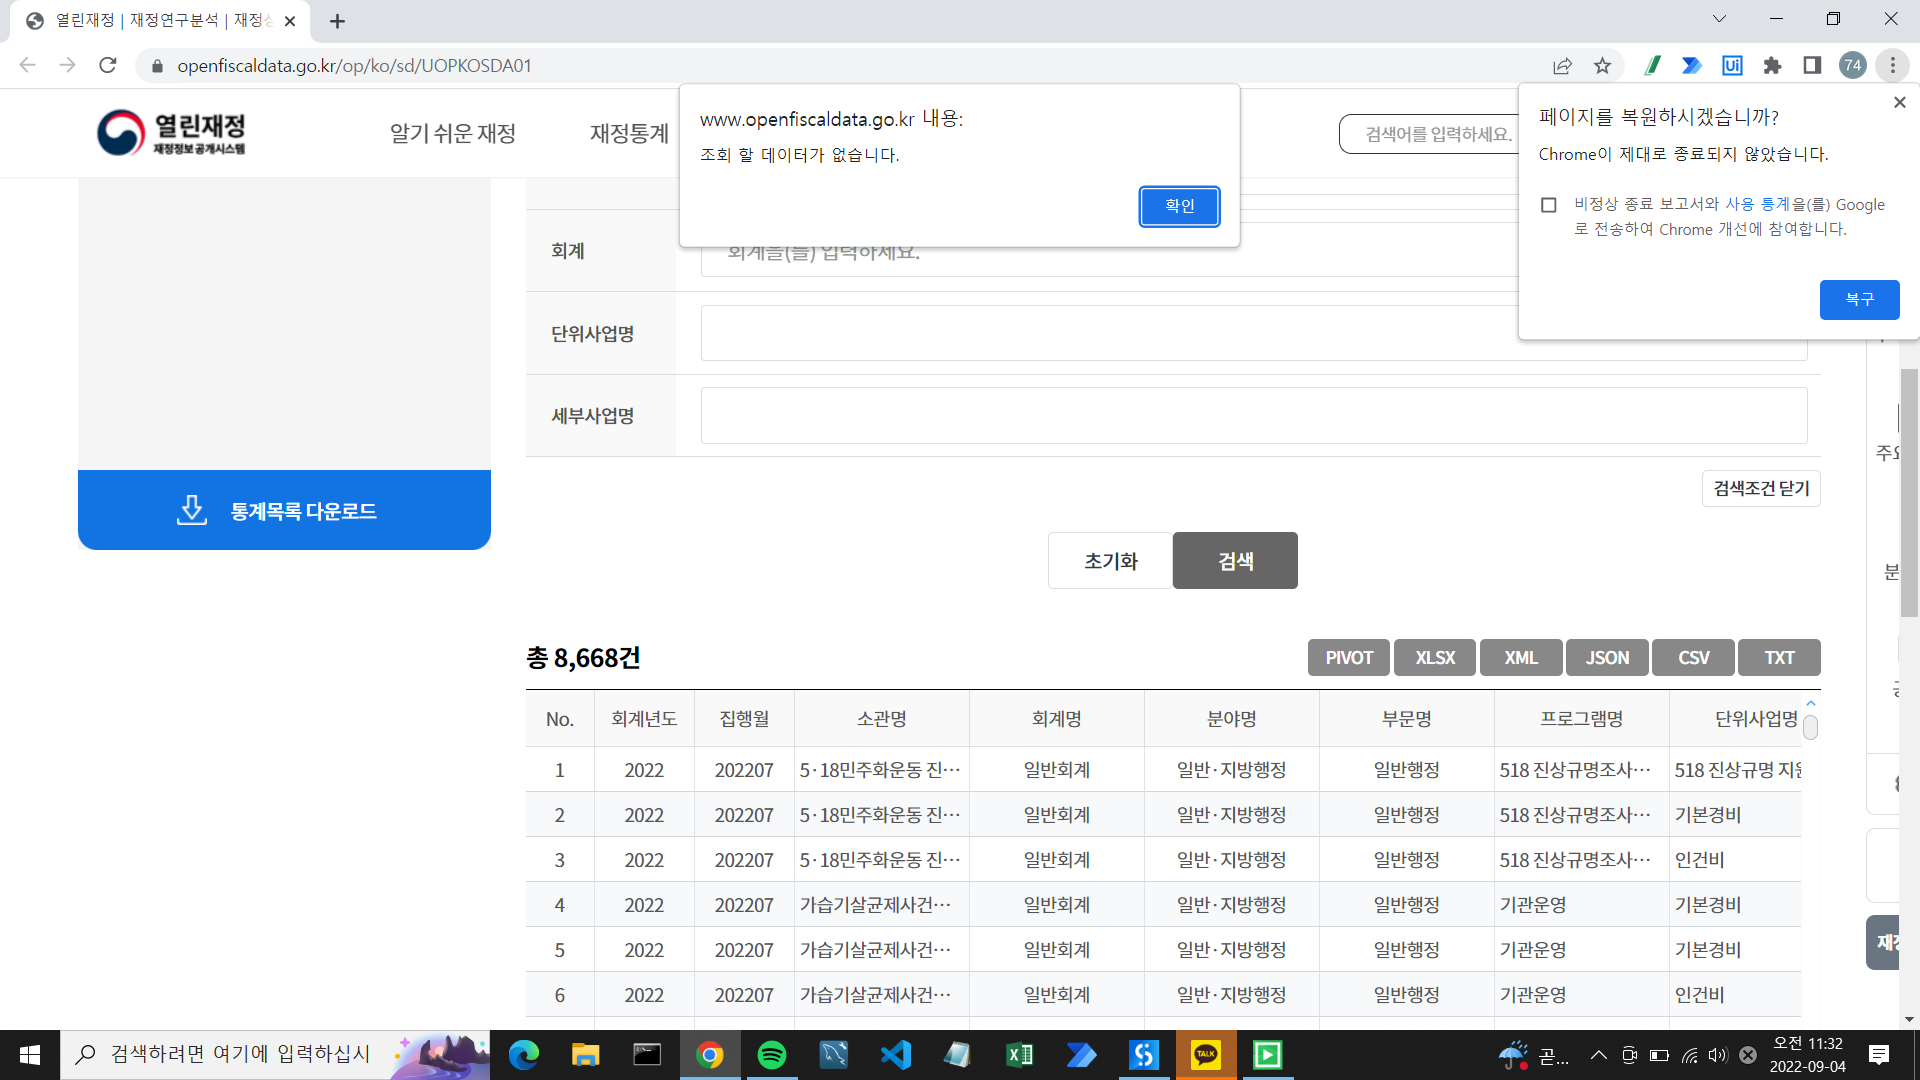 열린재정 | 재정연구분석 | 재정상
openfiscaldata.go.kr/op/ko/sd/UOPKOSDA01
74
열린재정
재정정보공개시스템
알기 쉬운 재정
재정통계
검색어를 입력하세요.
www.openfiscaldata.go.kr 내용:
조회 할 데이터가 없습니다.
확인
페이지를 복원하시겠습니까?
Chrome이 제대로 종료되지 않았습니다.
비정상 종료 보고서와 사용 통계을(를) Google
로 전송하여 Chrome 개선에 참여합니다.
복구
회계
회계을(를) 입력하세요.
단위사업명
세부사업명
통계목록 다운로드
검색조건 닫기
초기화
검색
총 8,668건
PIVOT XLSX XML JSON CSV TXT
No. 회계년도 집행월 소관명 회계명 분야명 부문명 프로그램명 단위사업명
1 2022 202207 5·18민주화운동 진… 일반회계 일반·지방행정 일반행정 518 진상규명조사… 518 진상규명 지원
2 2022 202207 5·18민주화운동 진… 일반회계 일반·지방행정 일반행정 518 진상규명조사… 기본경비
3 2022 202207 5·18민주화운동 진… 일반회계 일반·지방행정 일반행정 518 진상규명조사… 인건비
4 2022 202207 가습기살균제사건… 일반회계 일반·지방행정 일반행정 기관운영 기본경비
5 2022 202207 가습기살균제사건… 일반회계 일반·지방행정 일반행정 기관운영 기본경비
6 2022 202207 가습기살균제사건… 일반회계 일반·지방행정 일반행정 기관운영 인건비
주요
분
재정
검색하려면 여기에 입력하십시
TALK
곧...
오전 11:32
2022-09-04